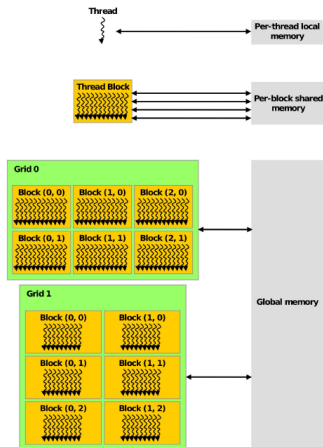 Thread
Per-thread local
memory
Thread Block
Per-block shared
memory
Grid 0
Block (0, 0) Block (1, 0) Block (2, 0)
Block (0, 1) Block (1, 1) Block (2, 1)
Grid 1
Block (0, 0) Block (1, 0)
Block (0, 1) Block (1, 1)
Block (0, 2) Block (1, 2)
Global memory